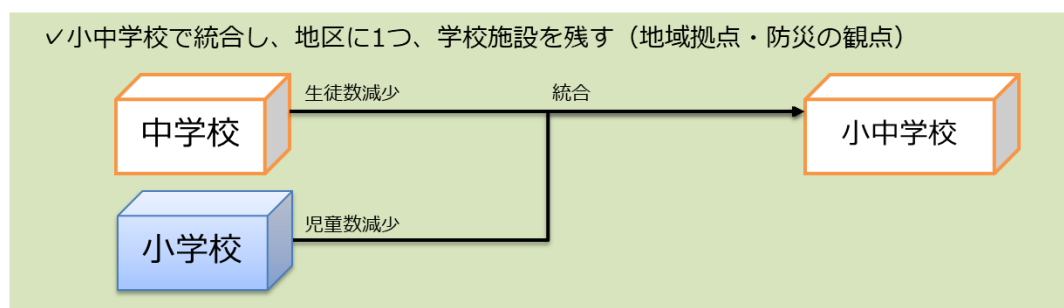 ✓小中学校で統合し、地区に1つ、学校施設を残す（地域拠点・防災の観点）
生徒数減少
統合
中学校
小中学校
児童数減少
小学校